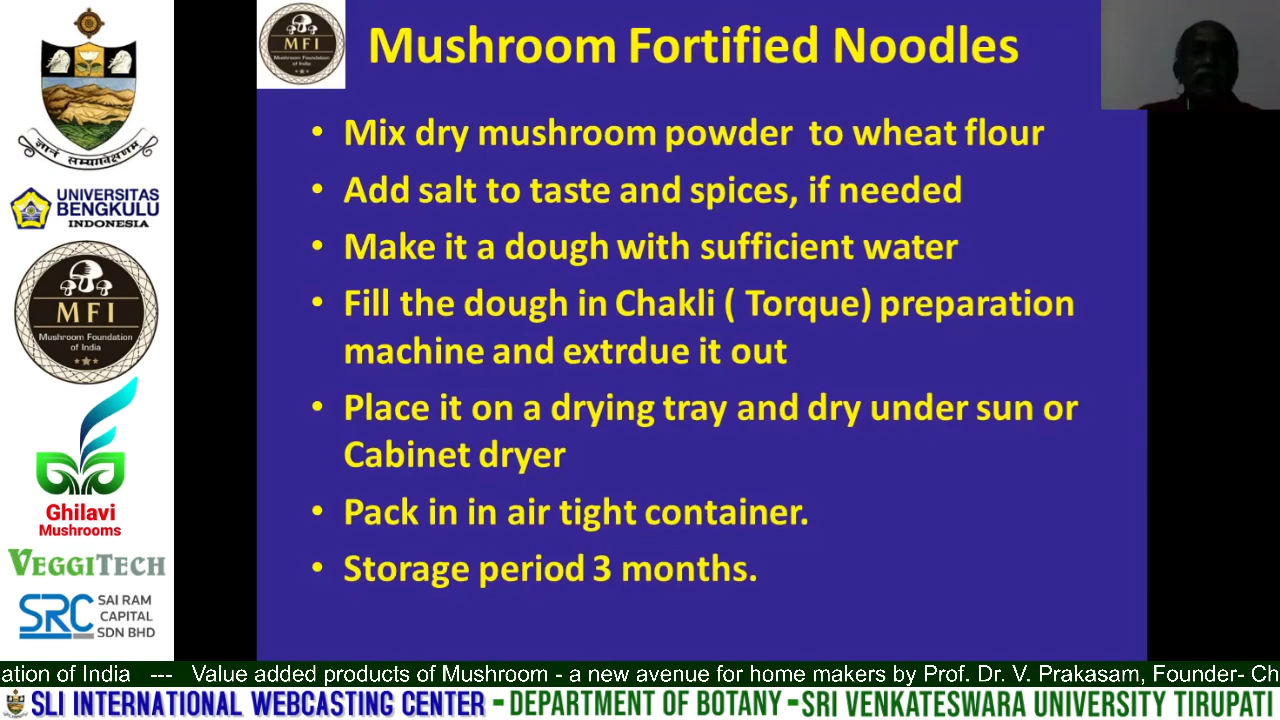 ज्ञानं सम्यगवेक्षणम्
UNIVERSITAS
BENGKULU
INDONESIA
MFI
Mushroom Foundation
of India
Ghilavi
Mushrooms
VEGGITECH
SRC SAI RAM
CAPITAL
SDN BHD
MFI
Mushroom Foundation
of India
Mushroom Fortified Noodles
• Mix dry mushroom powder to wheat flour
• Add salt to taste and spices, if needed
• Make it a dough with sufficient water
• Fill the dough in Chakli ( Torque) preparation
machine and extrdue it out
• Place it on a drying tray and dry under sun or
Cabinet dryer
• Pack in in air tight container.
• Storage period 3 months.
ation of India --- Value added products of Mushroom - a new avenue for home makers by Prof. Dr. V. Prakasam, Founder- Ch
SLI INTERNATIONAL WEBCASTING CENTER - DEPARTMENT OF BOTANY - SRI VENKATESWARA UNIVERSITY TIRUPATI